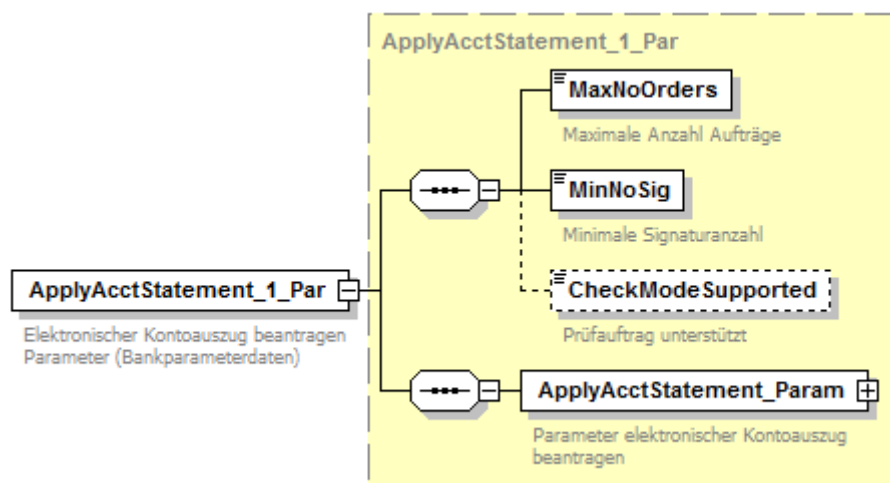 ApplyAcctStatement_1_Par
MaxNoOrders
Maximale Anzahl Aufträge
MinNoSig
Minimale Signaturanzahl
ApplyAcctStatement_1_Par
Elektronischer Kontoauszug beantragen
Parameter (Bankparameterdaten)
CheckModeSupported
Prüfauftrag unterstützt
ApplyAcctStatement_Param
Parameter elektronischer Kontoauszug
beantragen